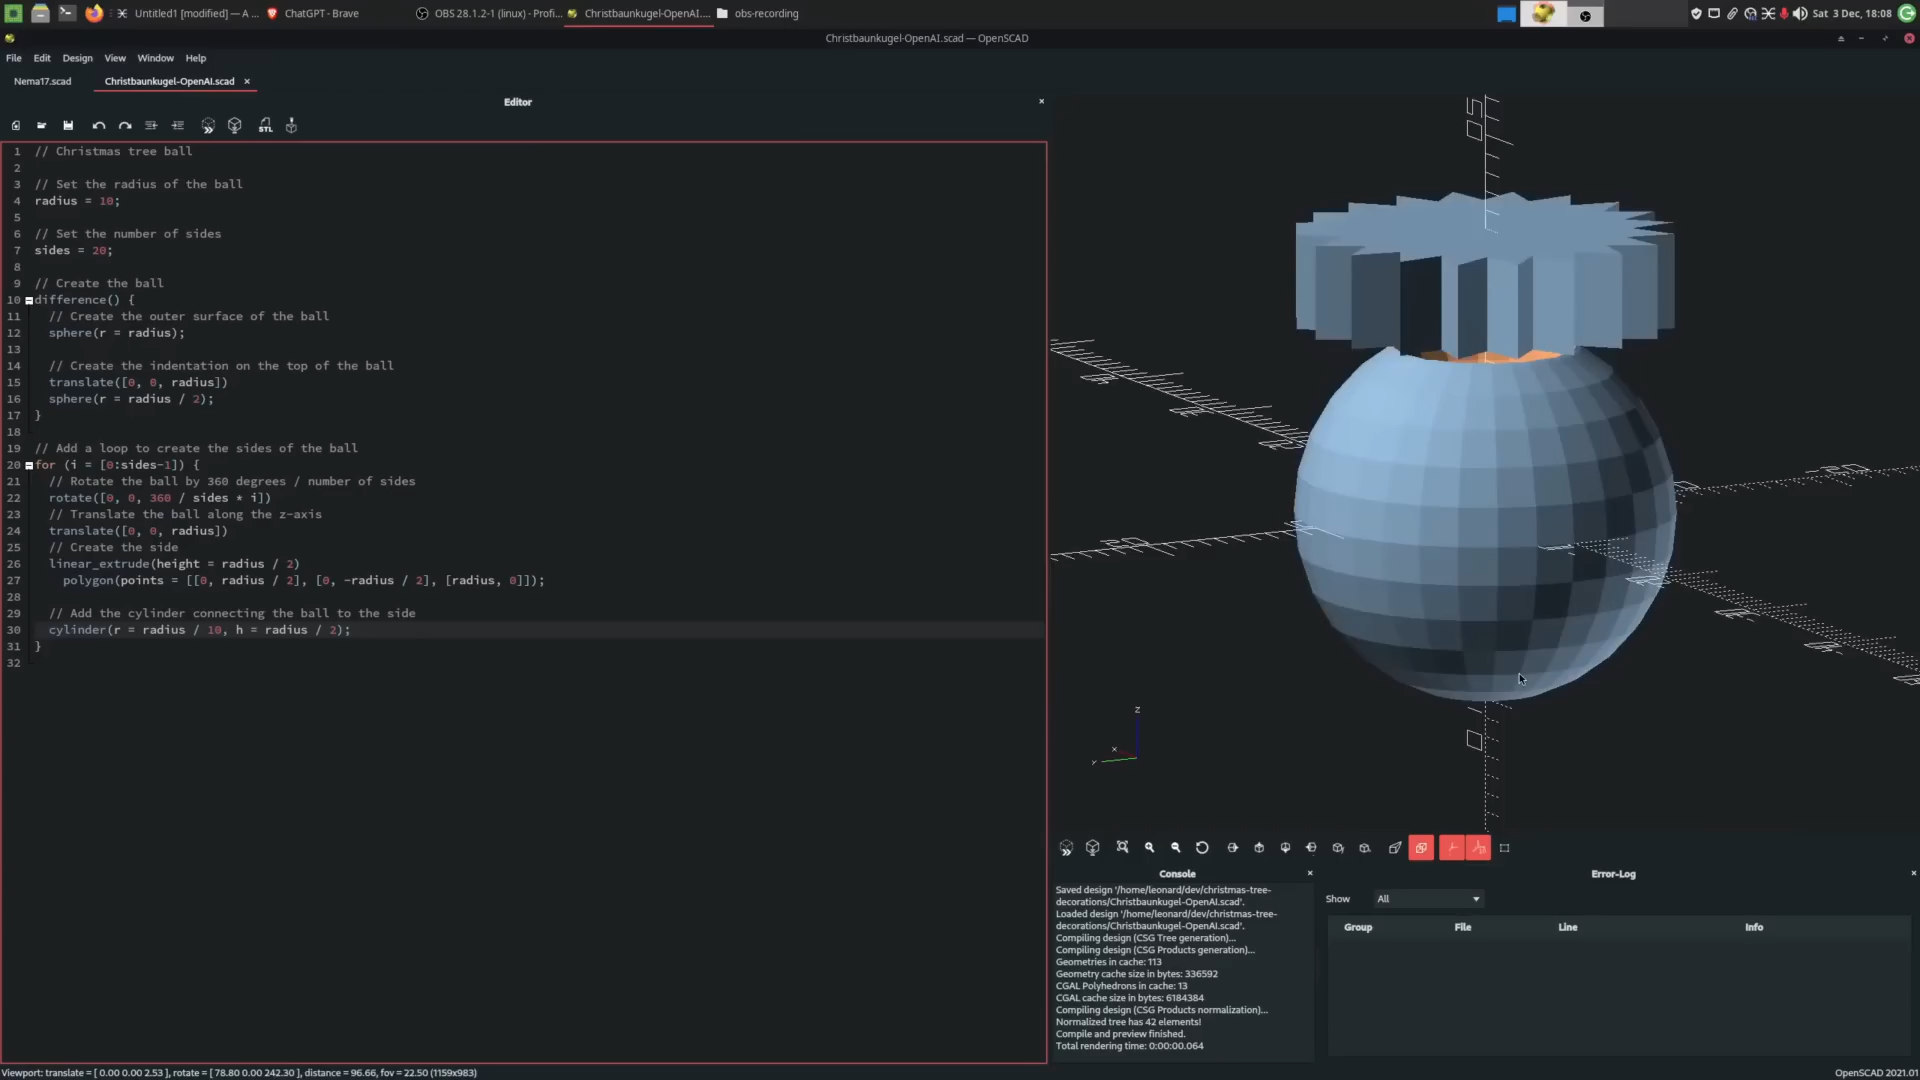 Untitled1 [modified] — A ...
ChatGPT - Brave
OBS 28.1.2-1 (linux) - Profi...
Christbaunkugel-OpenAI....
obs-recording
Sat 3 Dec, 18:08
Christbaunkugel-OpenAI.scad — OpenSCAD
File Edit Design View Window Help
Nema17.scad
Christbaunkugel-OpenAI.scad
Editor
STL
1 // Christmas tree ball
2
3 // Set the radius of the ball
4 radius = 10;
5
6 // Set the number of sides
7 sides = 20;
8
9 // Create the ball
10 difference() {
11 // Create the outer surface of the ball
12 sphere(r = radius);
13
14 // Create the indentation on the top of the ball
15 translate([0, 0, radius])
16 sphere(r = radius / 2);
17 }
18
19 // Add a loop to create the sides of the ball
20 for (i = [0:sides-1]) {
21 // Rotate the ball by 360 degrees / number of sides
22 rotate([0, 0, 360 / sides * i])
23 // Translate the ball along the z-axis
24 translate([0, 0, radius])
25 // Create the side
26 linear_extrude(height = radius / 2)
27 polygon(points = [[0, radius / 2], [0, -radius / 2], [radius, 0]]);
28
29 // Add the cylinder connecting the ball to the side
30 cylinder(r = radius / 10, h = radius / 2);
31 }
32
Z
X
Y
Console
Saved design '/home/leonard/dev/christmas-tree-
decorations/Christbaunkugel-OpenAI.scad'.
Loaded design '/home/leonard/dev/christmas-tree-
decorations/Christbaunkugel-OpenAI.scad'.
Compiling design (CSG Tree generation)...
Compiling design (CSG Products generation)...
Geometries in cache: 113
Geometry cache size in bytes: 336592
CGAL Polyhedrons in cache: 13
CGAL cache size in bytes: 6184384
Compiling design (CSG Products normalization)...
Normalized tree has 42 elements!
Compile and preview finished.
Total rendering time: 0:00:00.064
Error-Log
Show All
Group File Line Info
Viewport: translate = [ 0.00 0.00 2.53 ], rotate = [ 78.80 0.00 242.30 ], distance = 96.66, fov = 22.50 (1159x983)
OpenSCAD 2021.01